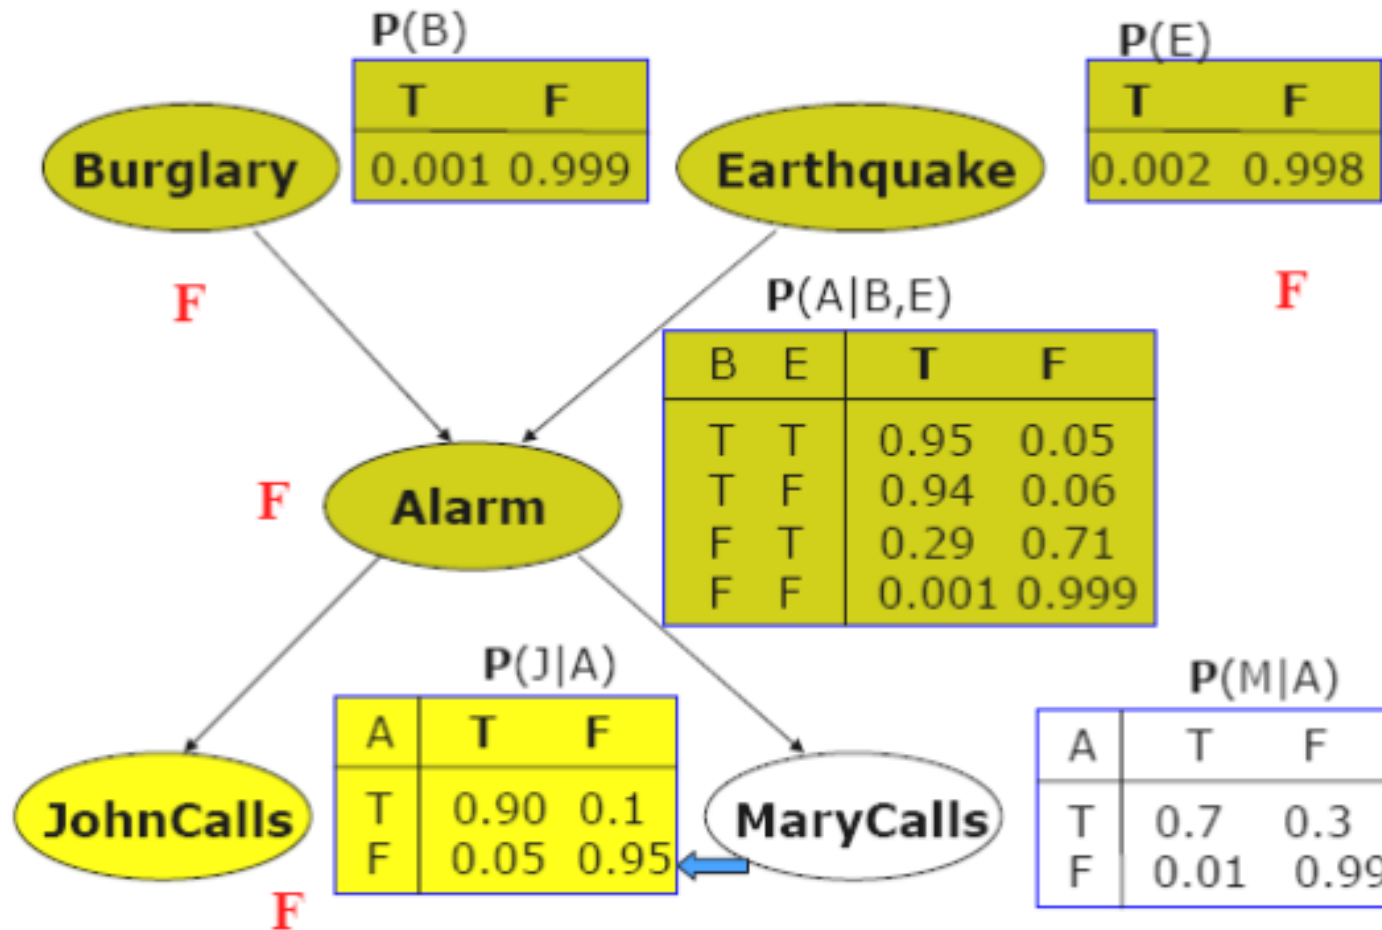 P(B)
T F
0.001 0.999
Burglary
F
P(E)
T F
0.002 0.998
Earthquake
F
P(A|B,E)
B E T F
T T 0.95 0.05
T F 0.94 0.06
F T 0.29 0.71
F F 0.001 0.999
F
Alarm
P(J|A)
A T F
T 0.90 0.1
F 0.05 0.95
JohnCalls
F
MaryCalls
P(M|A)
A T F
T 0.7 0.3
F 0.01 0.99